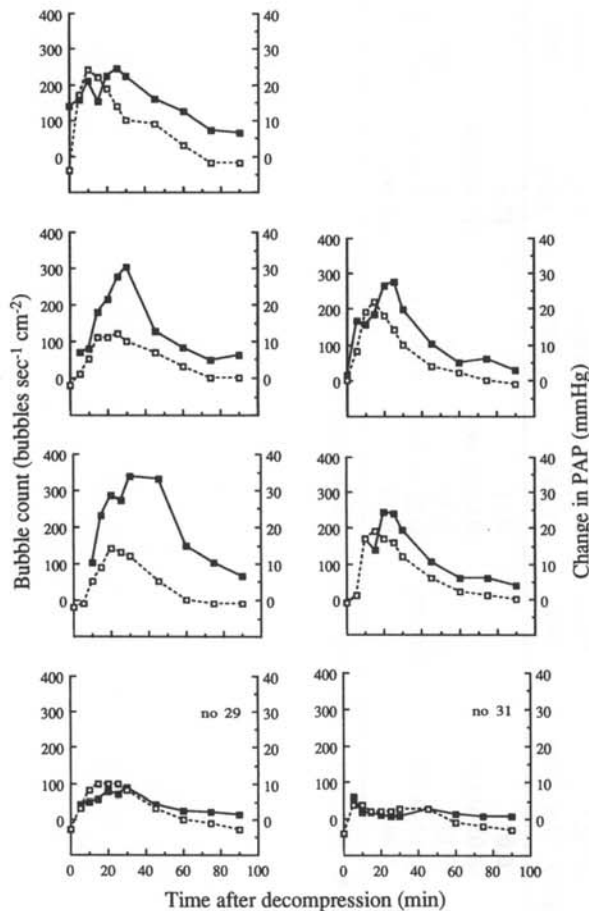 400 40
300 30
200 20
100 10
0 0
Bubble count (bubbles sec⁻¹ cm⁻²)
Change in PAP (mmHg)
400 40 400 40
300 30 300 30
200 20 200 20
100 10 100 10
0 0 0 0
400 40 400 40
300 30 300 30
200 20 200 20
100 10 100 10
0 0 0 0
400 40 400 40
300 no 29 30 300 no 31 30
200 20 200 20
100 10 100 10
0 0 0 0
0 20 40 60 80 100 0 20 40 60 80 100
Time after decompression (min)